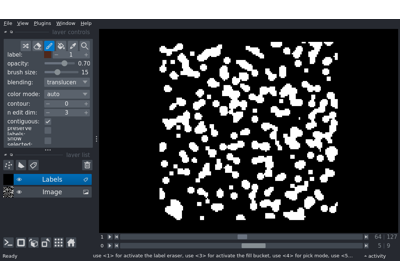 File View Plugins Window Help
layer controls
label: 1
opacity: 0.70
brush size: 15
blending: translucen
color mode: auto
contour: 0
n edit dim: 3
contiguous:
preserve labels:
show selected:
layer list
Labels
Image
1 64 127
0 5 9
Ready use <1> for activate the label eraser, use <3> for activate the fill bucket, use <4> for pick mode, use <5... activity